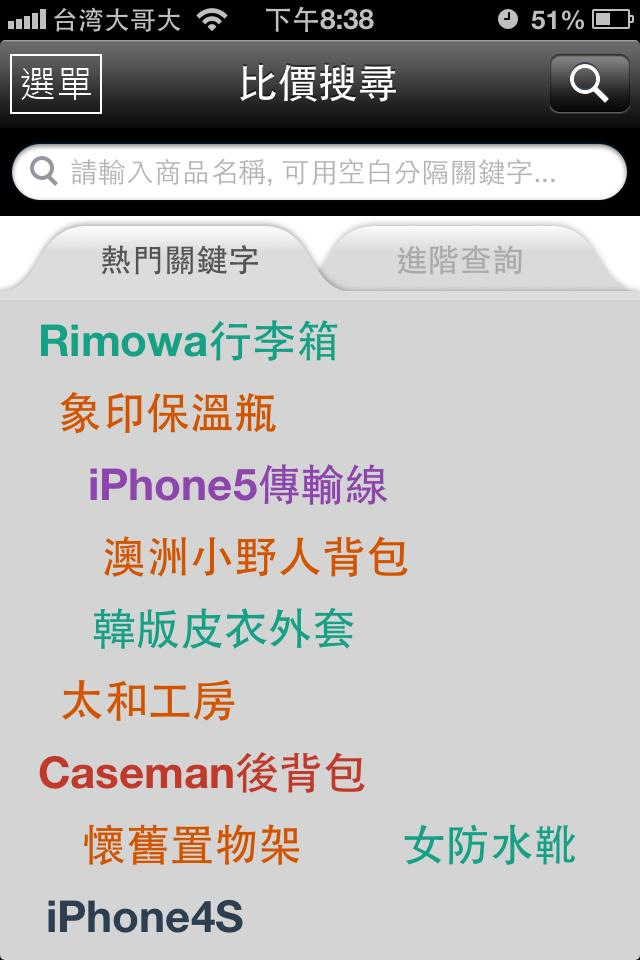 台湾大哥大 下午8:38 51%
選單 比價搜尋
請輸入商品名稱, 可用空白分隔關鍵字...
熱門關鍵字 進階查詢
Rimowa行李箱
象印保溫瓶
iPhone5傳輸線
澳洲小野人背包
韓版皮衣外套
太和工房
Caseman後背包
懷舊置物架 女防水靴
iPhone4S